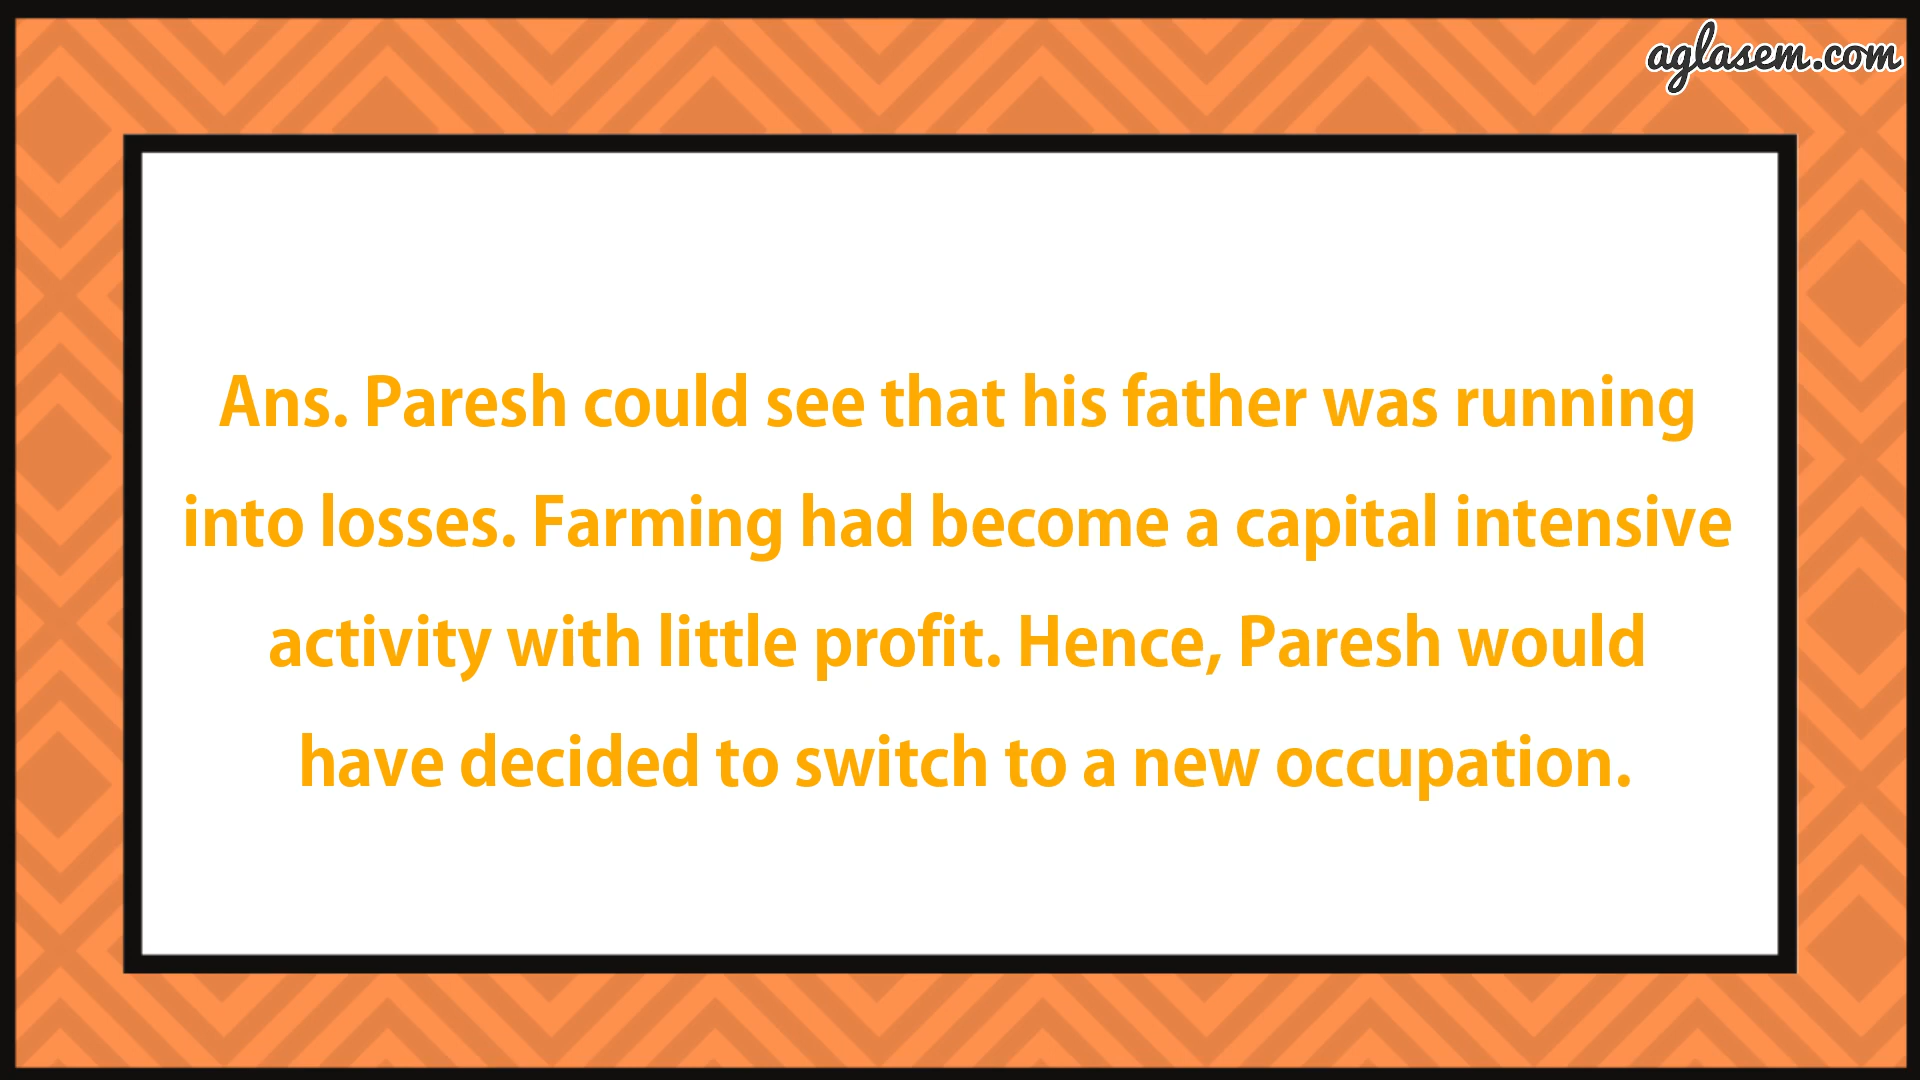 aglasem.com
Ans. Paresh could see that his father was running
into losses. Farming had become a capital intensive
activity with little profit. Hence, Paresh would
have decided to switch to a new occupation.